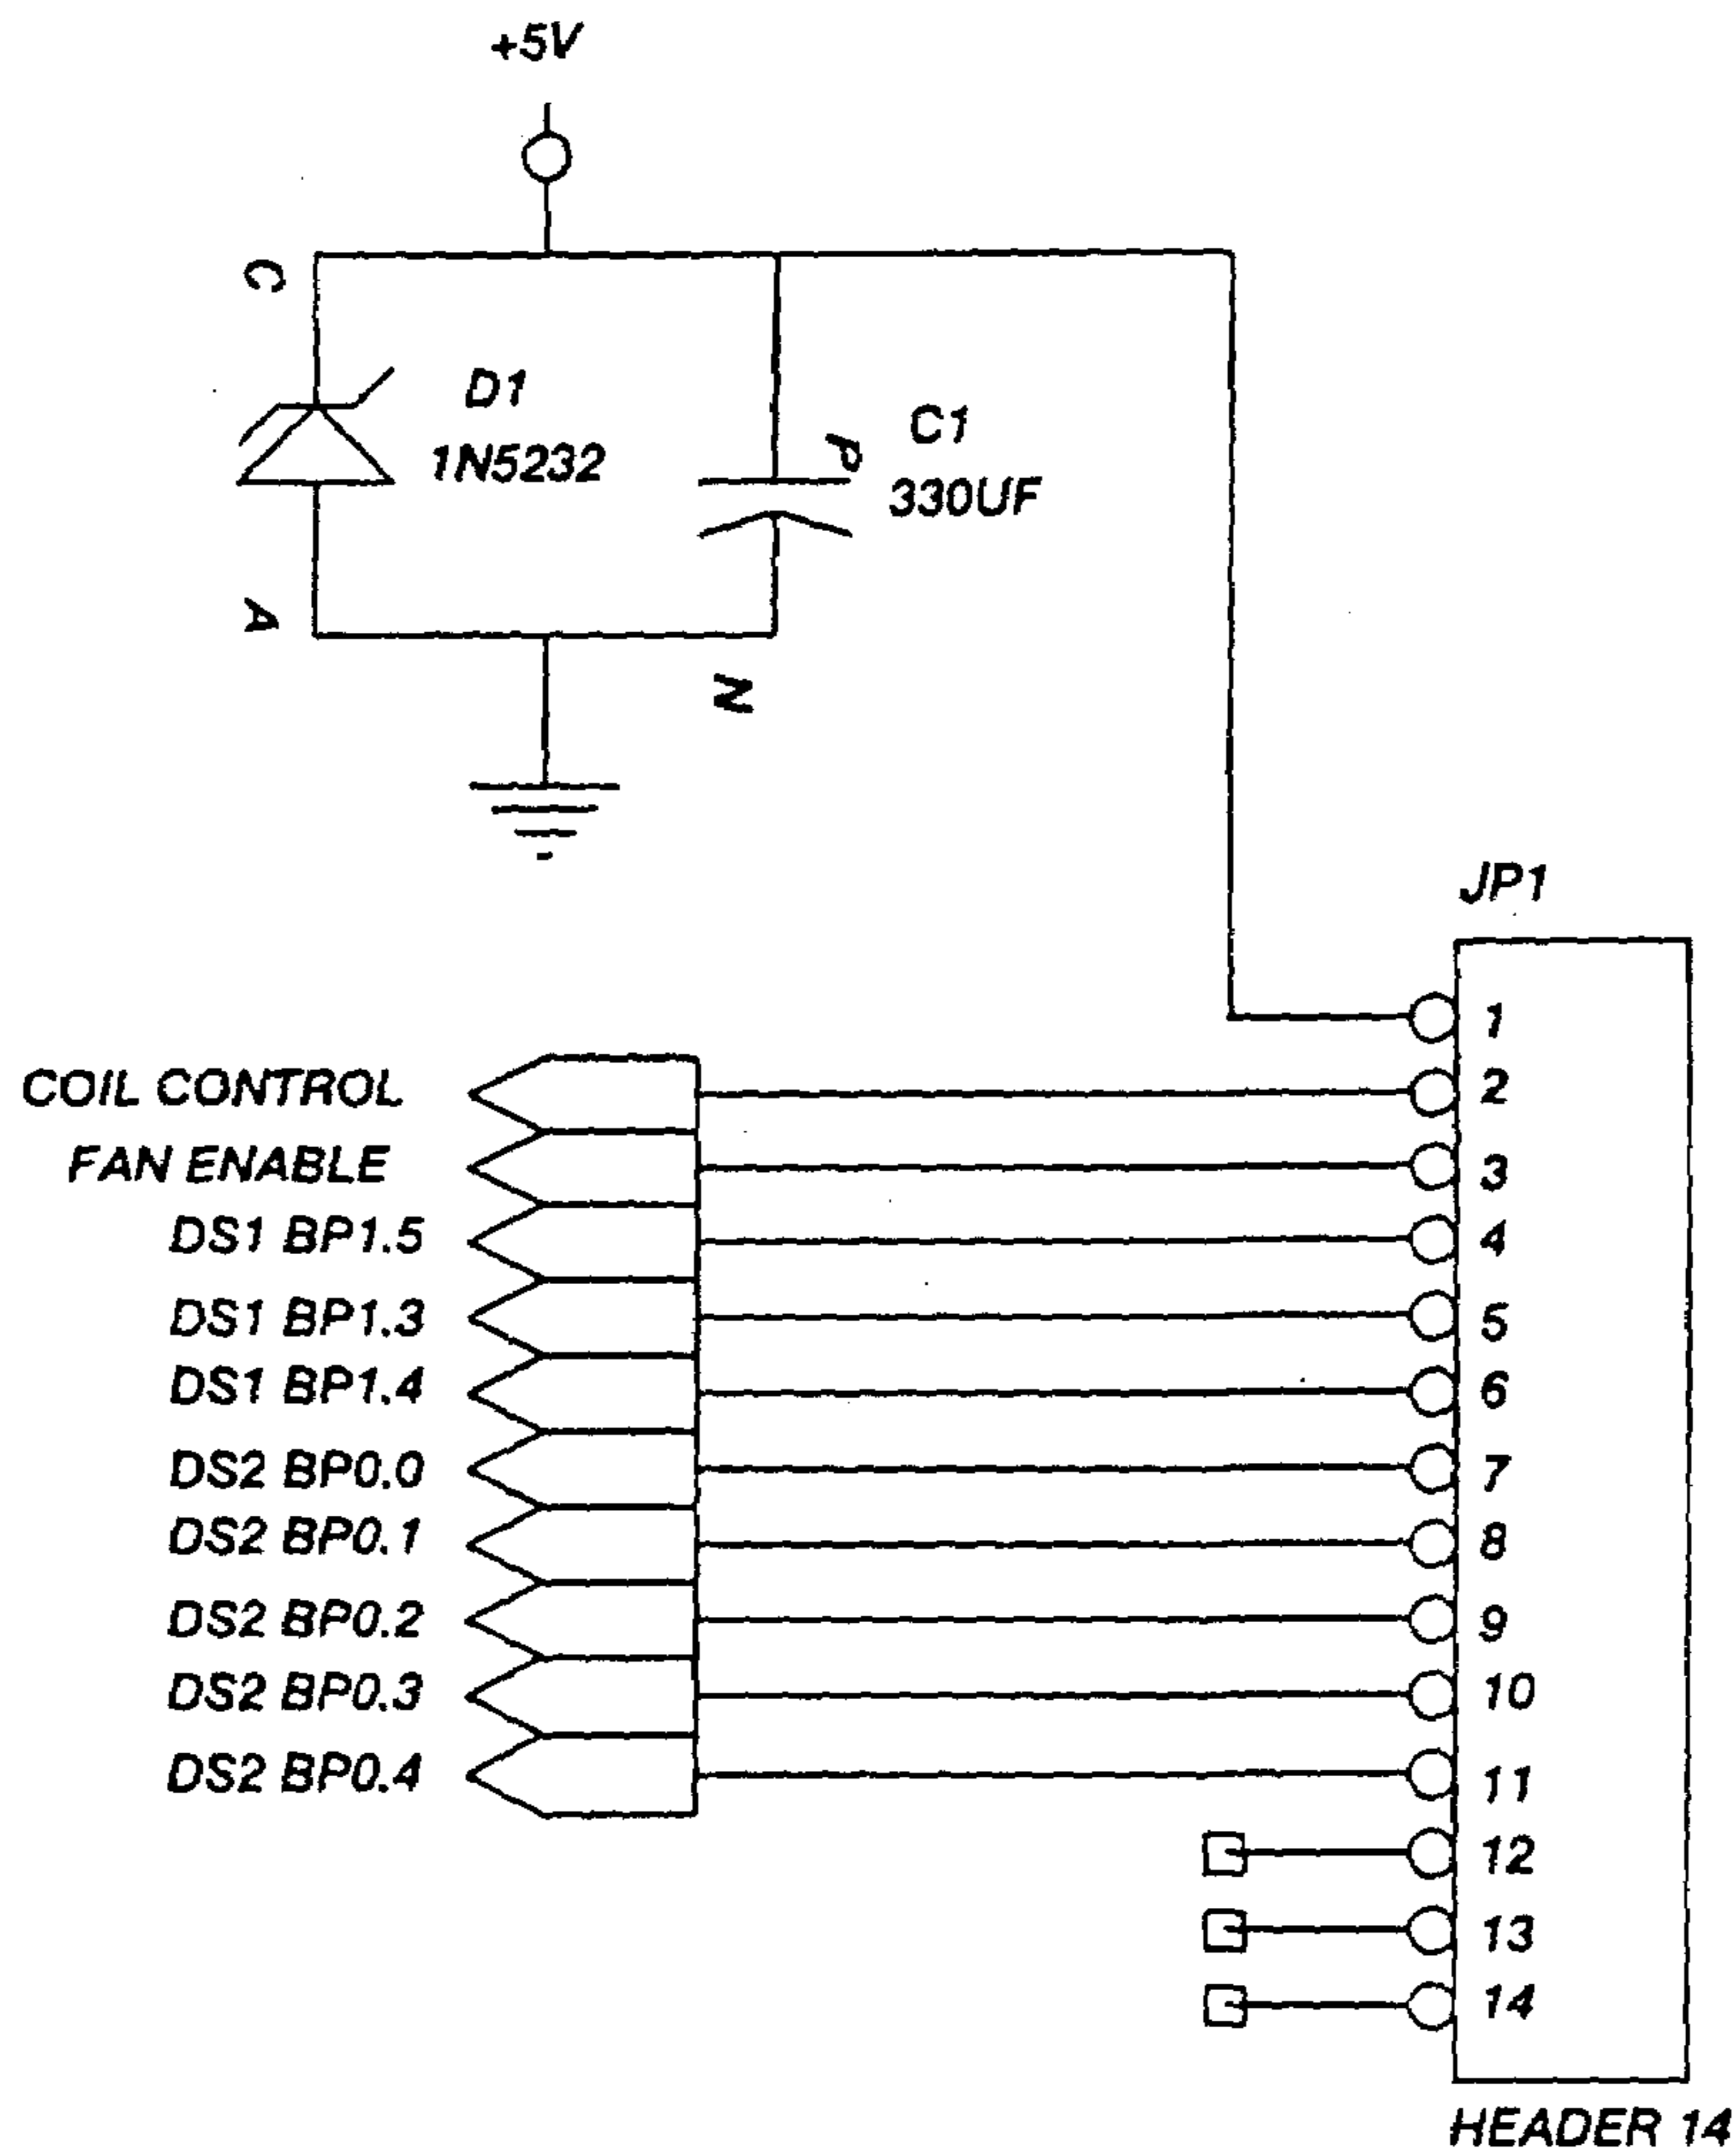 +5V
C
D1
1N5232
P
C1
330UF
A
N
JP1
1
COIL CONTROL
2
FAN ENABLE
3
DS1 BP1.5
4
DS1 BP1.3
5
DS1 BP1.4
6
DS2 BP0.0
7
DS2 BP0.1
8
DS2 BP0.2
9
DS2 BP0.3
10
DS2 BP0.4
11
12
13
14
HEADER 14